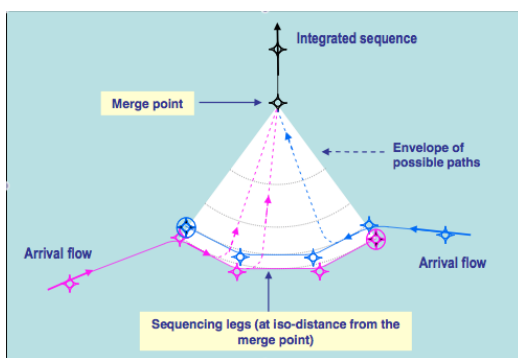 Integrated sequence
Merge point
Envelope of
possible paths
Arrival flow
Arrival flow
Sequencing legs (at iso-distance from the
merge point)